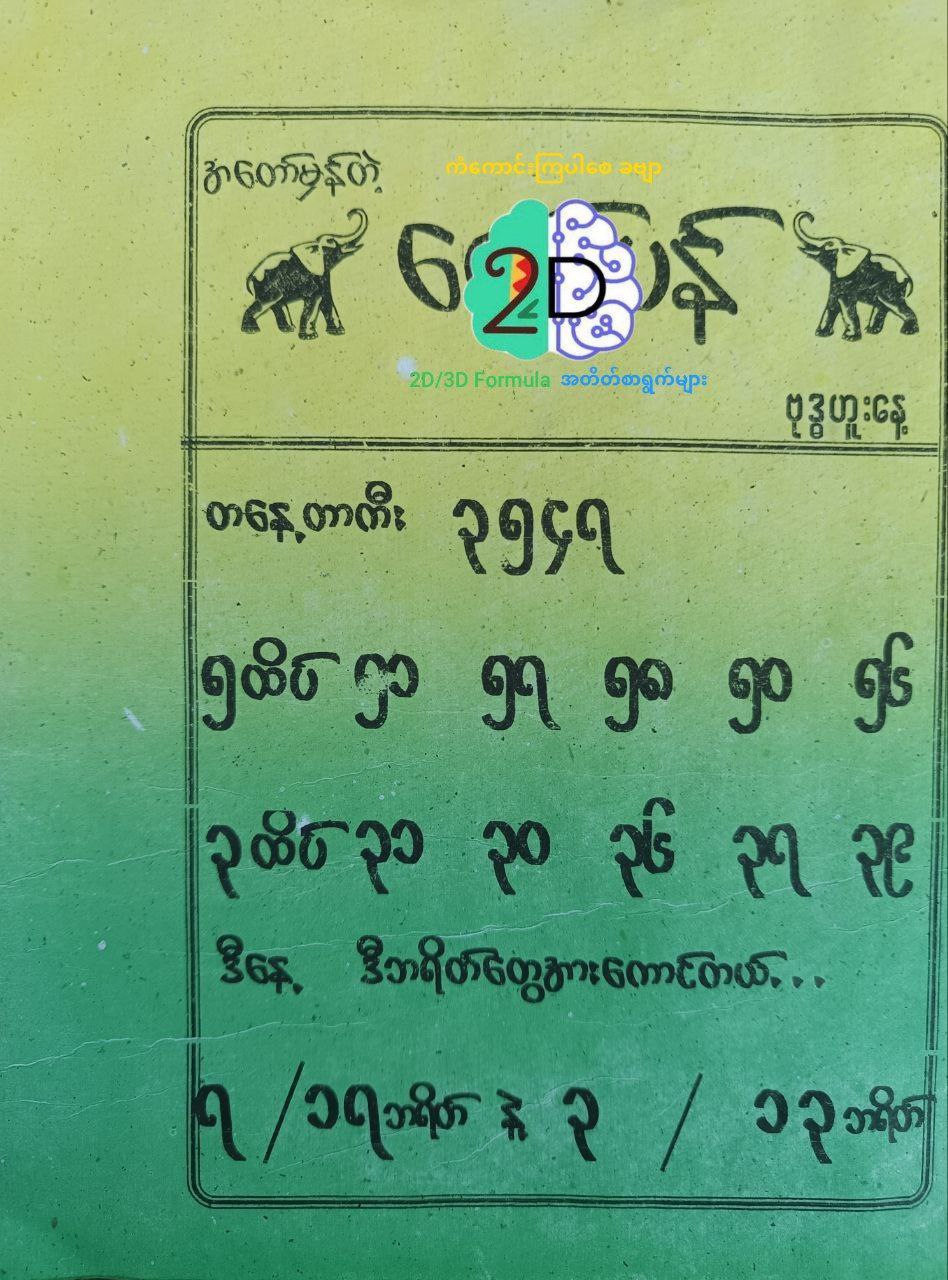 အတော်မှန်တဲ့
ကံကောင်းကြပါစေ ခဗျာ
2D
2D/3D Formula အတိတ်စာရွက်များ
ဗုဒ္ဓဟူးနေ့
တနေ့တာကီး ၃၅၄၇
၅ထိပ် ၅၁ ၅၇ ၅၈ ၅၀ ၅၆
၃ထိပ် ၃၁ ၃၀ ၃၆ ၃၇ ၃၉
ဒီနေ့ ဒီဘရိတ်တွေအားကောင်တယ်...
၇ / ၁၇ဘရိတ် နဲ့ ၃ / ၁၃ဘရိတ်